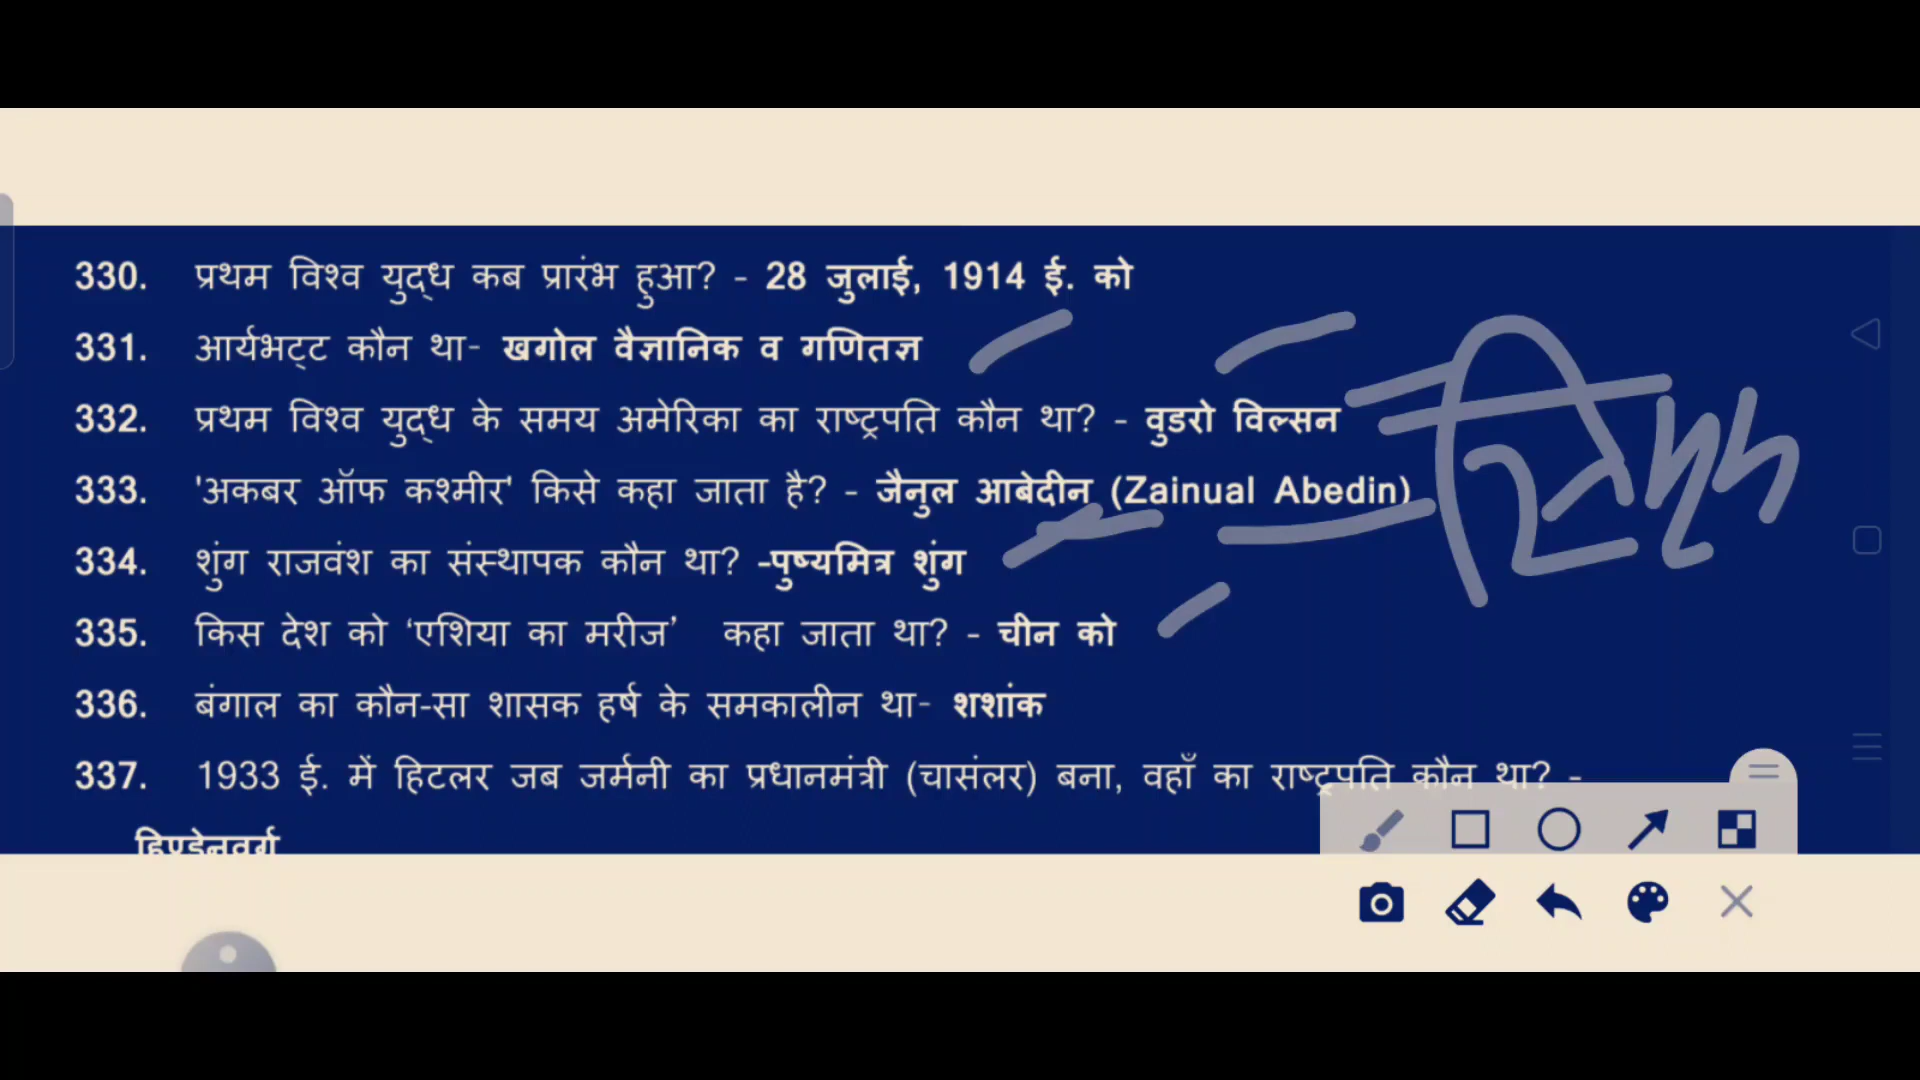 330. प्रथम विश्व युद्ध कब प्रारंभ हुआ? - 28 जुलाई, 1914 ई. को
331. आर्यभट्ट कौन था- खगोल वैज्ञानिक व गणितज्ञ
332. प्रथम विश्व युद्ध के समय अमेरिका का राष्ट्रपति कौन था? - वुडरो विल्सन
333. 'अकबर ऑफ कश्मीर' किसे कहा जाता है? - जैनुल आबेदीन (Zainual Abedin)
334. शुंग राजवंश का संस्थापक कौन था? -पुष्यमित्र शुंग
335. किस देश को ‘एशिया का मरीज’ कहा जाता था? - चीन को
336. बंगाल का कौन-सा शासक हर्ष के समकालीन था- शशांक
337. 1933 ई. में हिटलर जब जर्मनी का प्रधानमंत्री (चासंलर) बना, वहाँ का राष्ट्रपति कौन था? -
हिण्डेनवर्ग